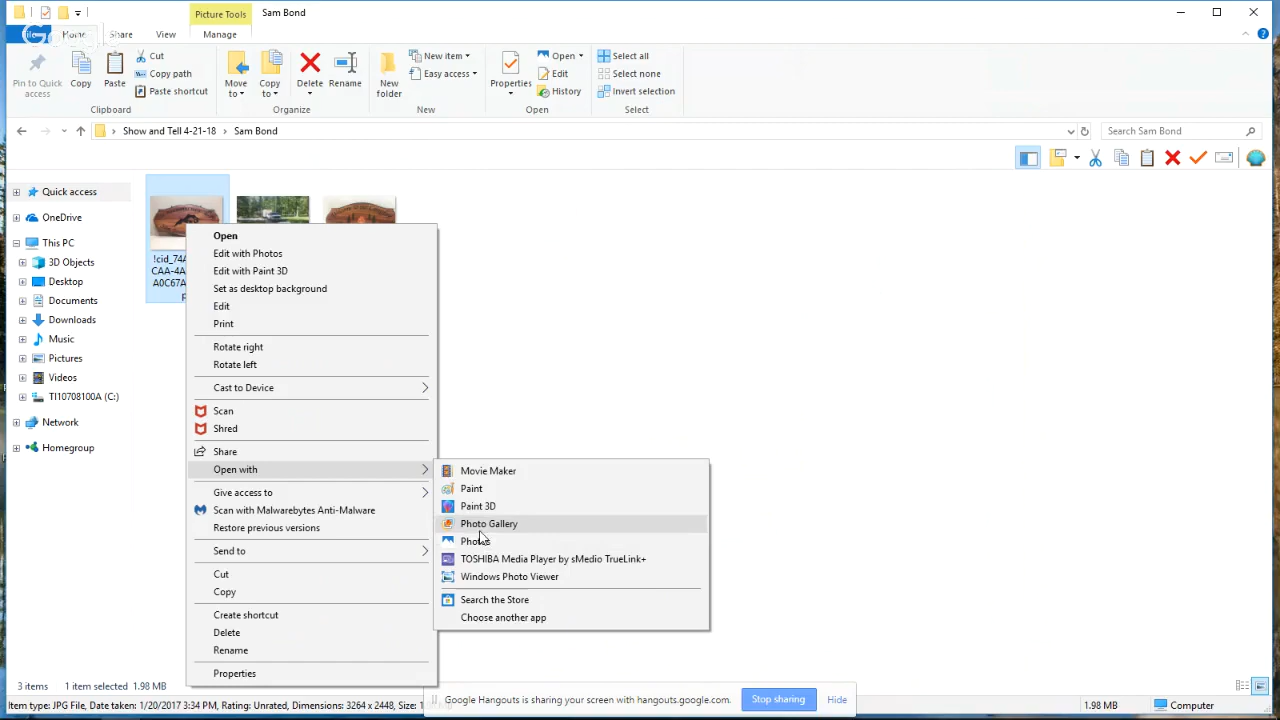 Picture Tools
Sam Bond
File
Home
Share
View
Manage
Pin to Quick access
Copy
Paste
Cut
Copy path
Paste shortcut
Clipboard
Move to
Copy to
Delete
Rename
Organize
New folder
New item
Easy access
New
Properties
Open
Edit
History
Open
Select all
Select none
Invert selection
Select
Show and Tell 4-21-18
Sam Bond
Search Sam Bond
Quick access
OneDrive
This PC
3D Objects
Desktop
Documents
Downloads
Music
Pictures
Videos
TI10708100A (C:)
Network
Homegroup
!cid_74A
CAA-4A
A0C67A
p
Open
Edit with Photos
Edit with Paint 3D
Set as desktop background
Edit
Print
Rotate right
Rotate left
Cast to Device
Scan
Shred
Share
Open with
Give access to
Scan with Malwarebytes Anti-Malware
Restore previous versions
Send to
Cut
Copy
Create shortcut
Delete
Rename
Properties
Movie Maker
Paint
Paint 3D
Photo Gallery
Photos
TOSHIBA Media Player by sMedio TrueLink+
Windows Photo Viewer
Search the Store
Choose another app
3 items
1 item selected 1.98 MB
Item type: JPG File, Date taken: 1/20/2017 3:34 PM, Rating: Unrated, Dimensions: 3264 x 2448, Size: 1
Google Hangouts is sharing your screen with hangouts.google.com.
Stop sharing
Hide
1.98 MB
Computer